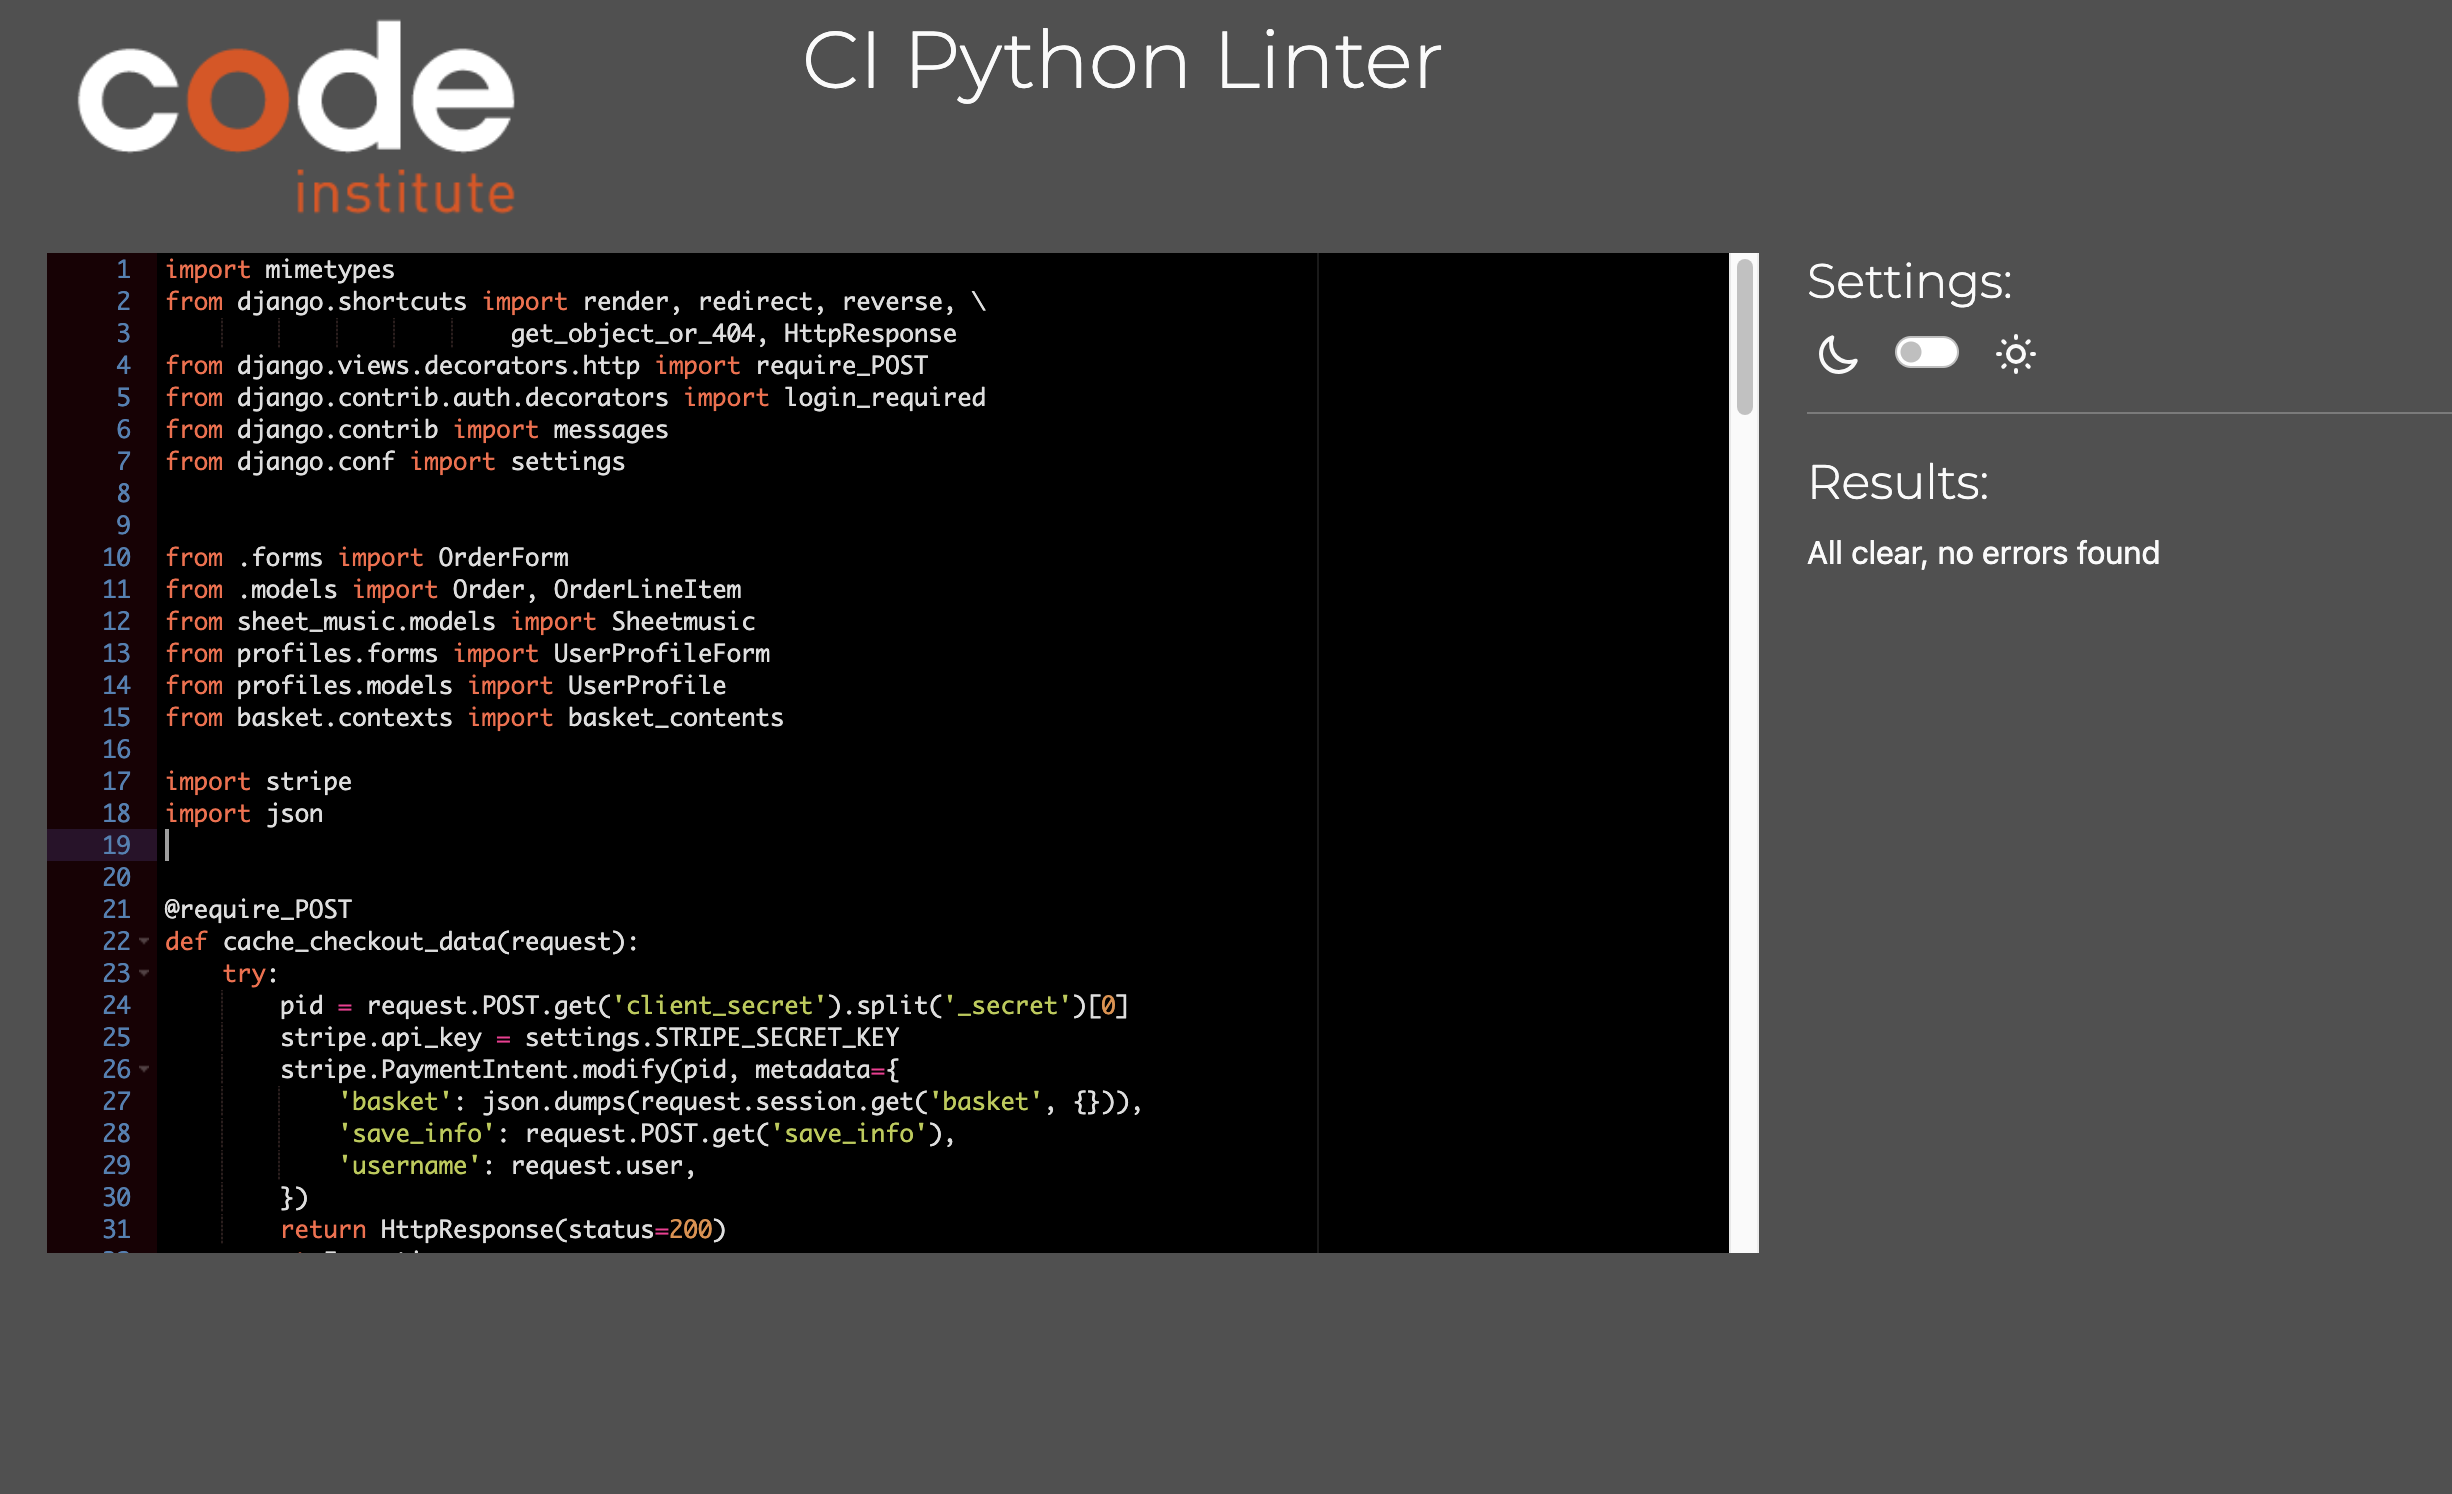 code
institute
CI Python Linter
1 import mimetypes
2 from django.shortcuts import render, redirect, reverse, \
3 get_object_or_404, HttpResponse
4 from django.views.decorators.http import require_POST
5 from django.contrib.auth.decorators import login_required
6 from django.contrib import messages
7 from django.conf import settings
8
9
10 from .forms import OrderForm
11 from .models import Order, OrderLineItem
12 from sheet_music.models import Sheetmusic
13 from profiles.forms import UserProfileForm
14 from profiles.models import UserProfile
15 from basket.contexts import basket_contents
16
17 import stripe
18 import json
19
20
21 @require_POST
22 def cache_checkout_data(request):
23 try:
24 pid = request.POST.get('client_secret').split('_secret')[0]
25 stripe.api_key = settings.STRIPE_SECRET_KEY
26 stripe.PaymentIntent.modify(pid, metadata={
27 'basket': json.dumps(request.session.get('basket', {})),
28 'save_info': request.POST.get('save_info'),
29 'username': request.user,
30 })
31 return HttpResponse(status=200)
Settings:
Results:
All clear, no errors found